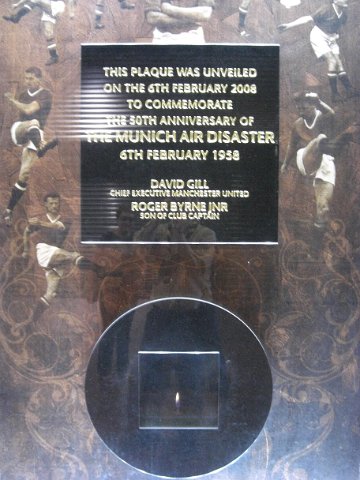 THIS PLAQUE WAS UNVEILED
ON THE 6TH FEBRUARY 2008
TO COMMEMORATE
THE 50TH ANNIVERSARY OF
THE MUNICH AIR DISASTER
6TH FEBRUARY 1958
DAVID GILL
CHIEF EXECUTIVE MANCHESTER UNITED
ROGER BYRNE JNR
SON OF CLUB CAPTAIN